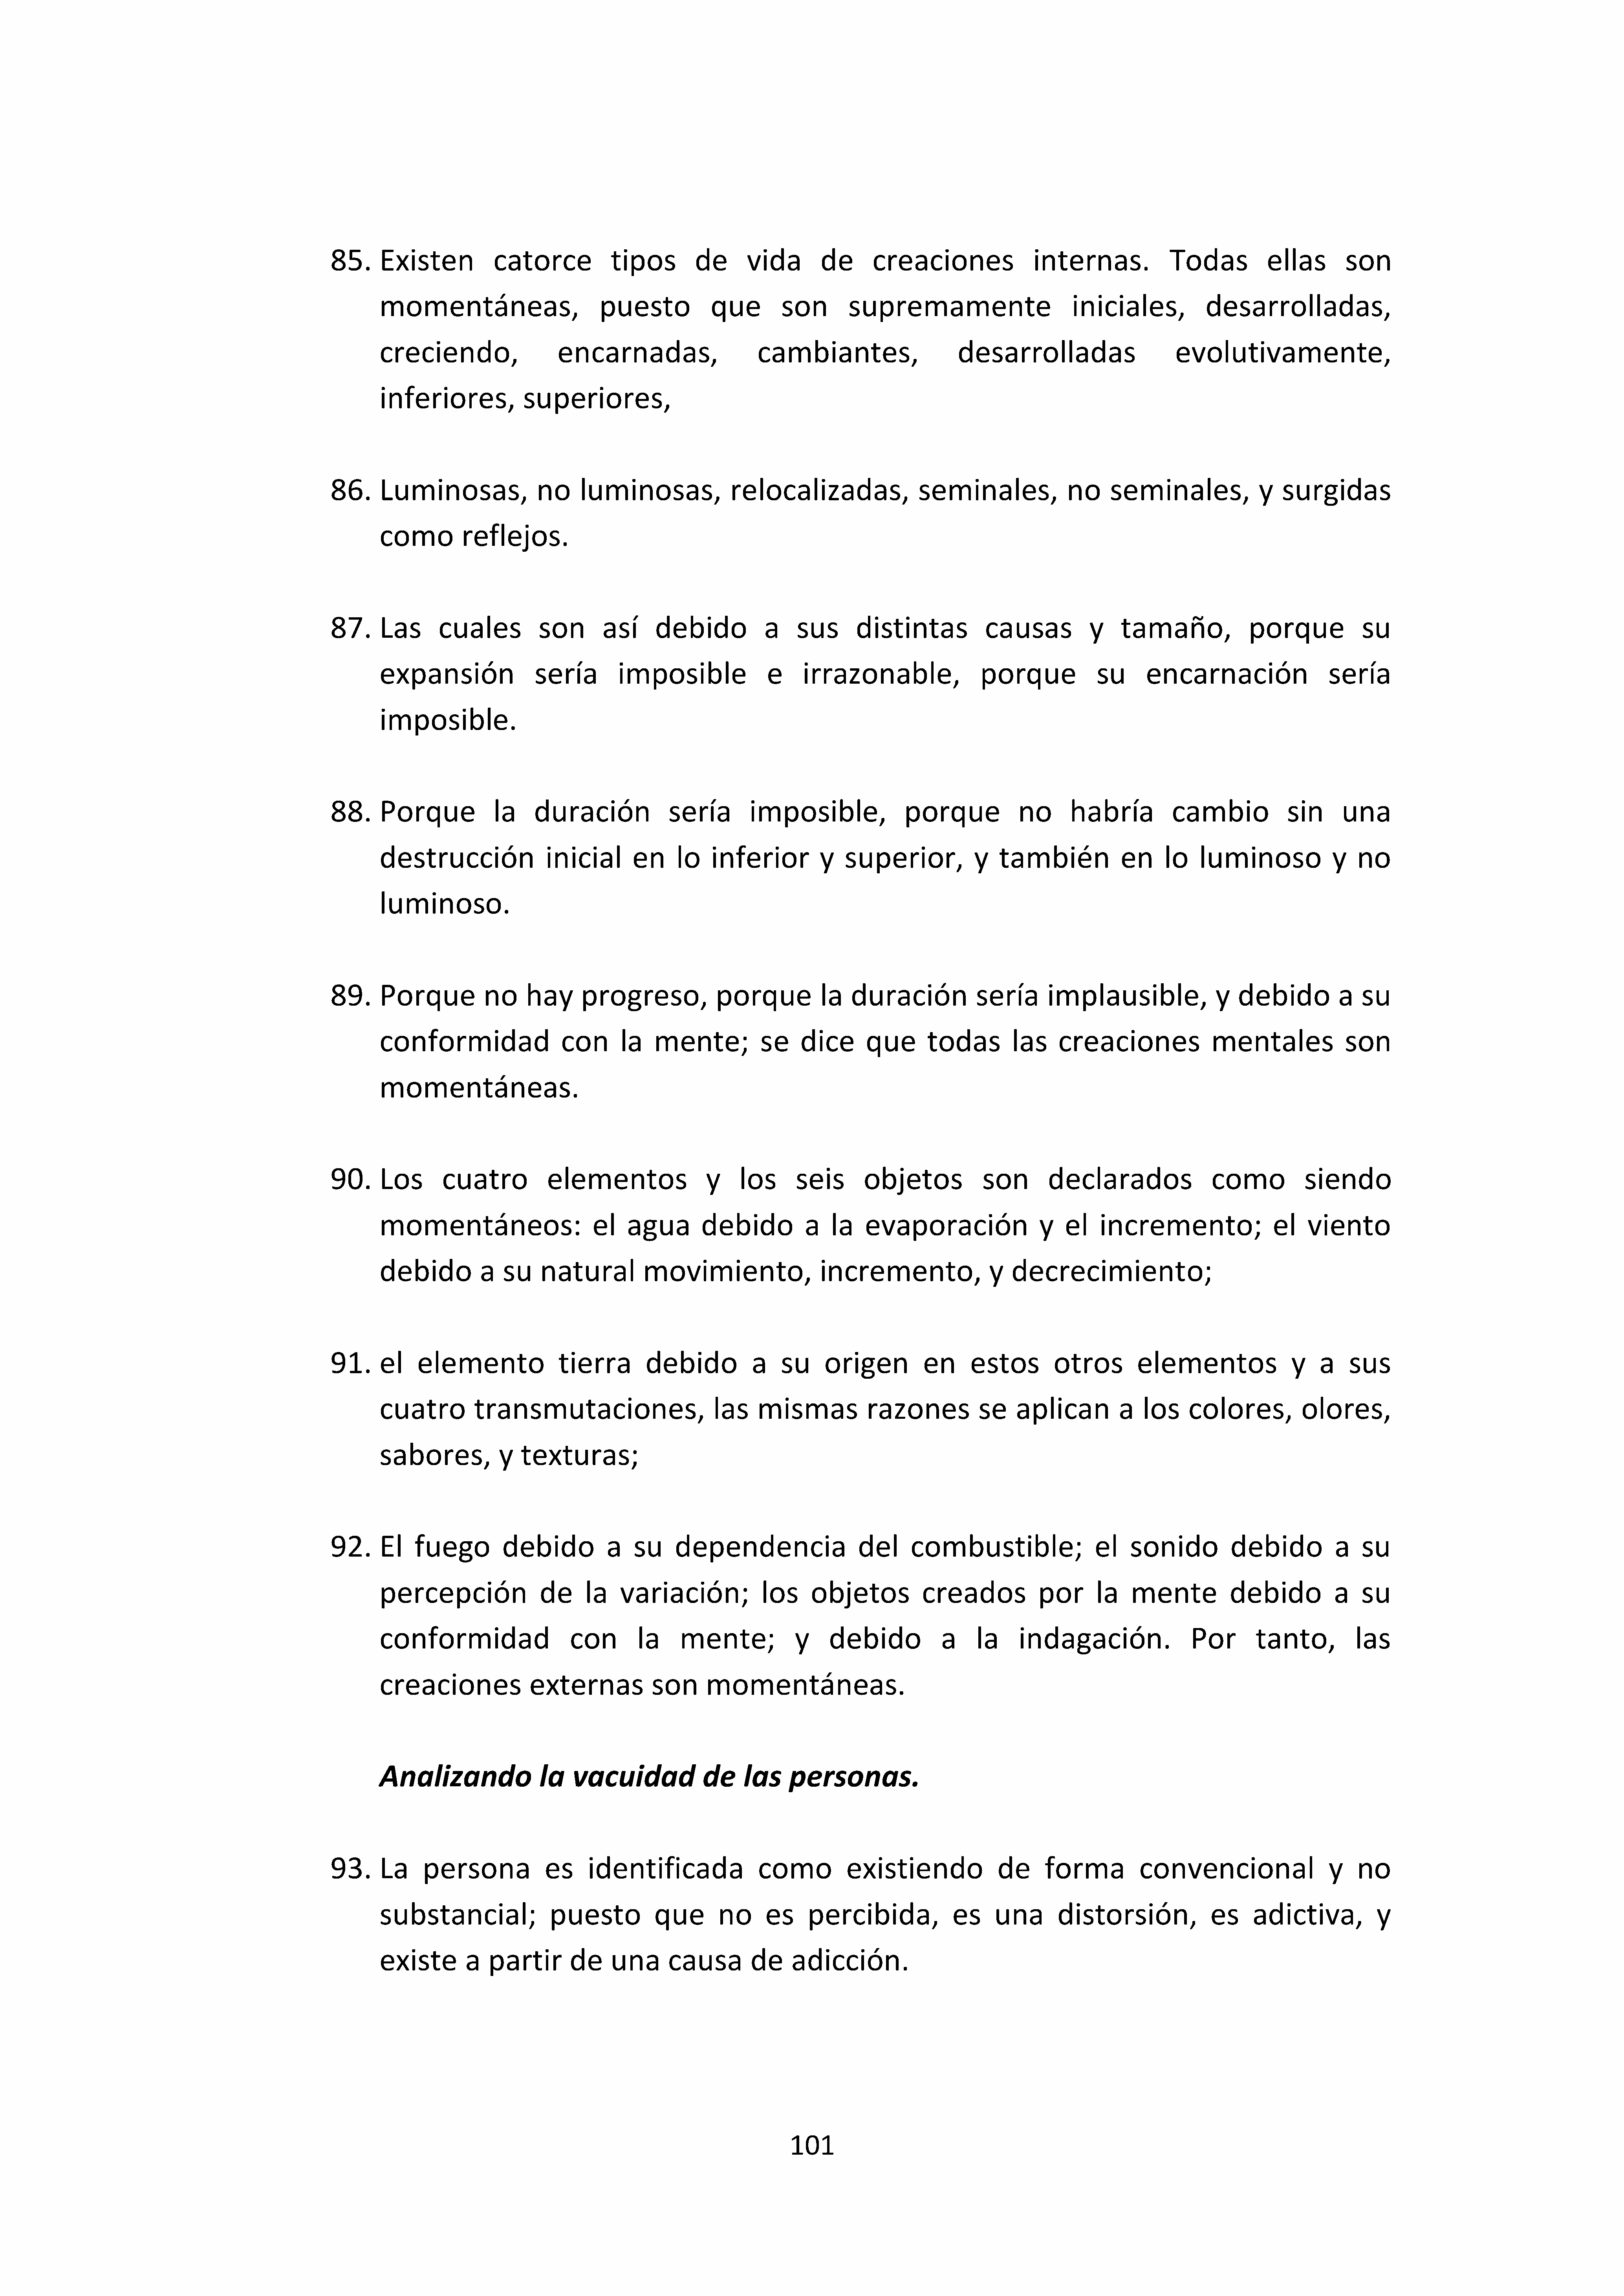 85. Existen catorce tipos de vida de creaciones internas. Todas ellas son
momentáneas, puesto que son supremamente iniciales, desarrolladas,
creciendo, encarnadas, cambiantes, desarrolladas evolutivamente,
inferiores, superiores,
86. Luminosas, no luminosas, relocalizadas, seminales, no seminales, y surgidas
como reflejos.
87. Las cuales son así debido a sus distintas causas y tamaño, porque su
expansión sería imposible e irrazonable, porque su encarnación sería
imposible.
88. Porque la duración sería imposible, porque no habría cambio sin una
destrucción inicial en lo inferior y superior, y también en lo luminoso y no
luminoso.
89. Porque no hay progreso, porque la duración sería implausible, y debido a su
conformidad con la mente; se dice que todas las creaciones mentales son
momentáneas.
90. Los cuatro elementos y los seis objetos son declarados como siendo
momentáneos: el agua debido a la evaporación y el incremento; el viento
debido a su natural movimiento, incremento, y decrecimiento;
91. el elemento tierra debido a su origen en estos otros elementos y a sus
cuatro transmutaciones, las mismas razones se aplican a los colores, olores,
sabores, y texturas;
92. El fuego debido a su dependencia del combustible; el sonido debido a su
percepción de la variación; los objetos creados por la mente debido a su
conformidad con la mente; y debido a la indagación. Por tanto, las
creaciones externas son momentáneas.
Analizando la vacuidad de las personas.
93. La persona es identificada como existiendo de forma convencional y no
substancial; puesto que no es percibida, es una distorsión, es adictiva, y
existe a partir de una causa de adicción.
101